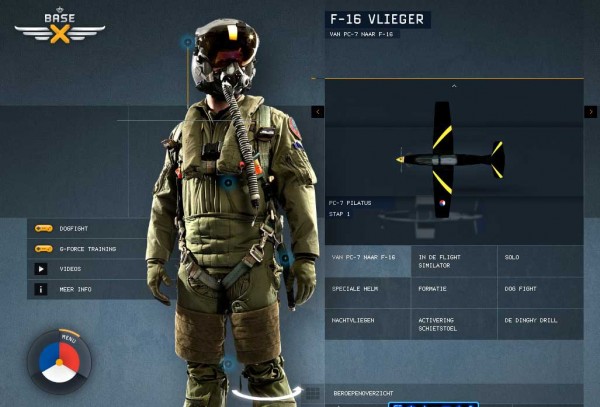 BASE
X
F-16 VLIEGER
VAN PC-7 NAAR F-16
PC-7 PILATUS
STAP 1
DOGFIGHT
G-FORCE TRAINING
VIDEOS
MEER INFO
MENU
VAN PC-7 NAAR F-16
IN DE FLIGHT
SIMULATOR
SOLO
SPECIALE HELM
FORMATIE
DOG FIGHT
NACHTVLIEGEN
ACTIVERING
SCHIETSTOEL
DE DINGHY DRILL
BEROEPENOVERZICHT